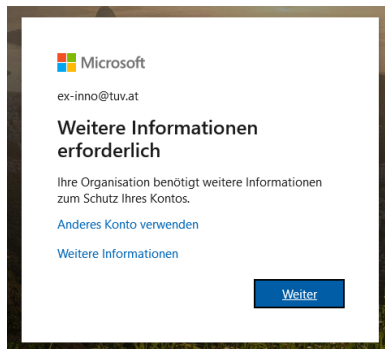 Microsoft
ex-inno@tuv.at
Weitere Informationen
erforderlich
Ihre Organisation benötigt weitere Informationen
zum Schutz Ihres Kontos.
Anderes Konto verwenden
Weitere Informationen
Weiter